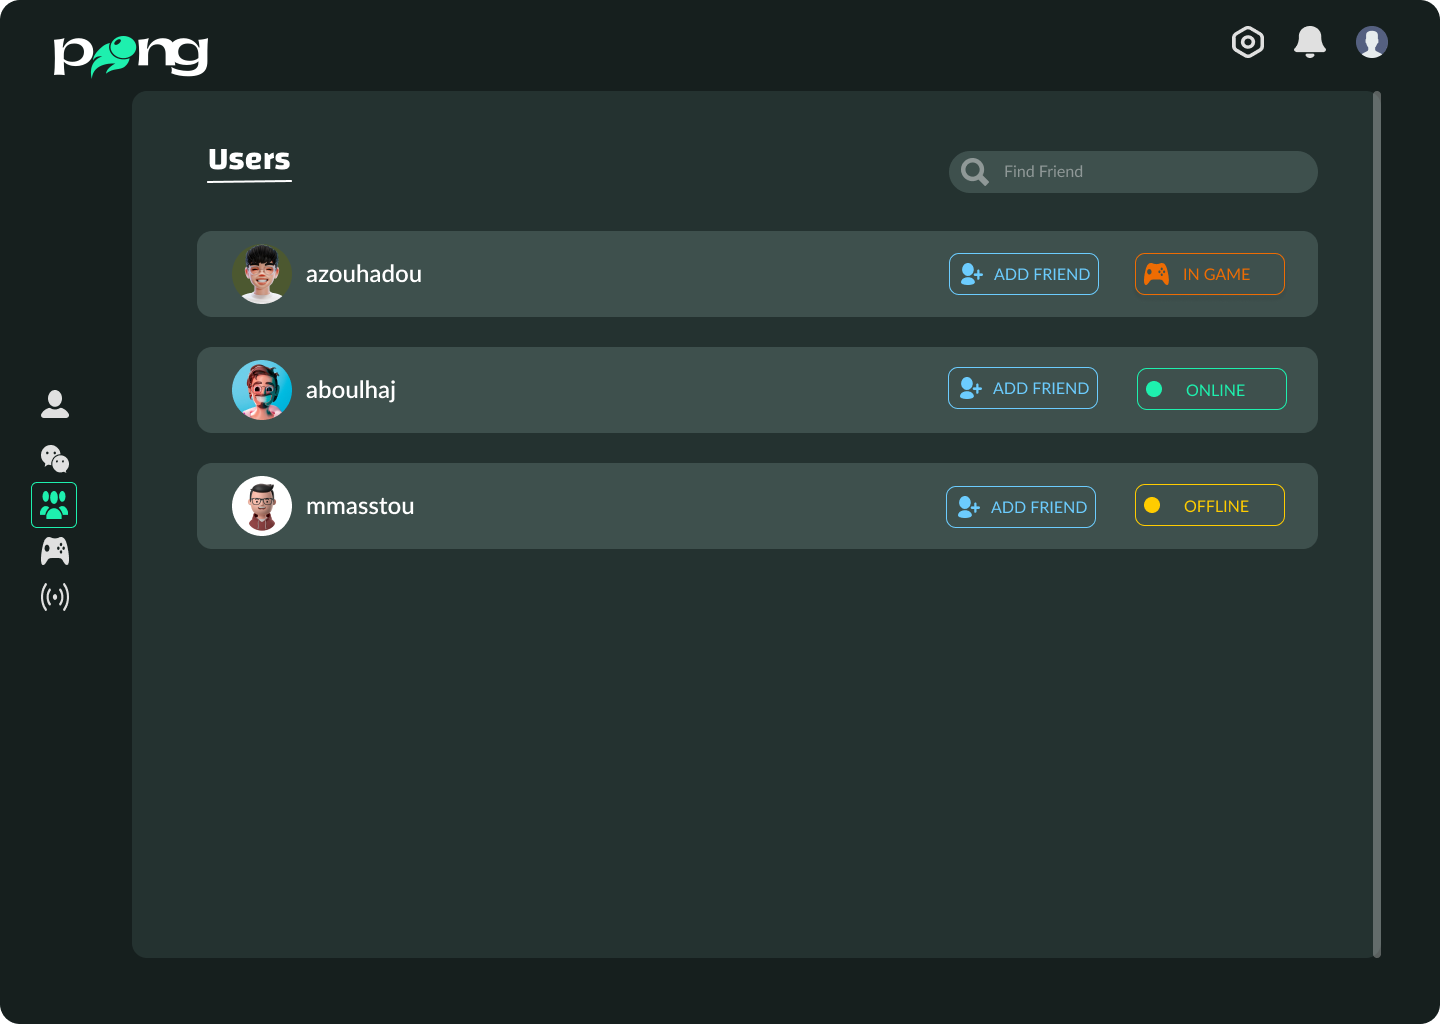 pong
Users
Find Friend
azouhadou ADD FRIEND IN GAME
aboulhaj ADD FRIEND ONLINE
mmasstou ADD FRIEND OFFLINE